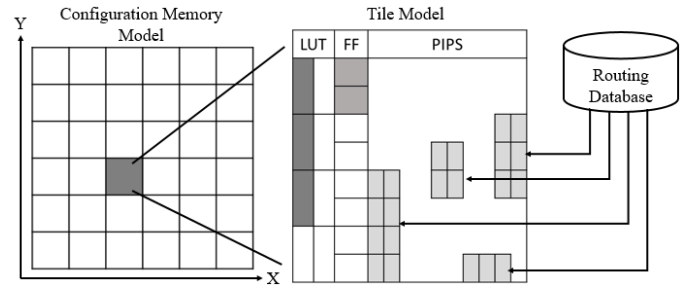 Y
Configuration Memory
Model
Tile Model
LUT FF PIPS
Routing
Database
X